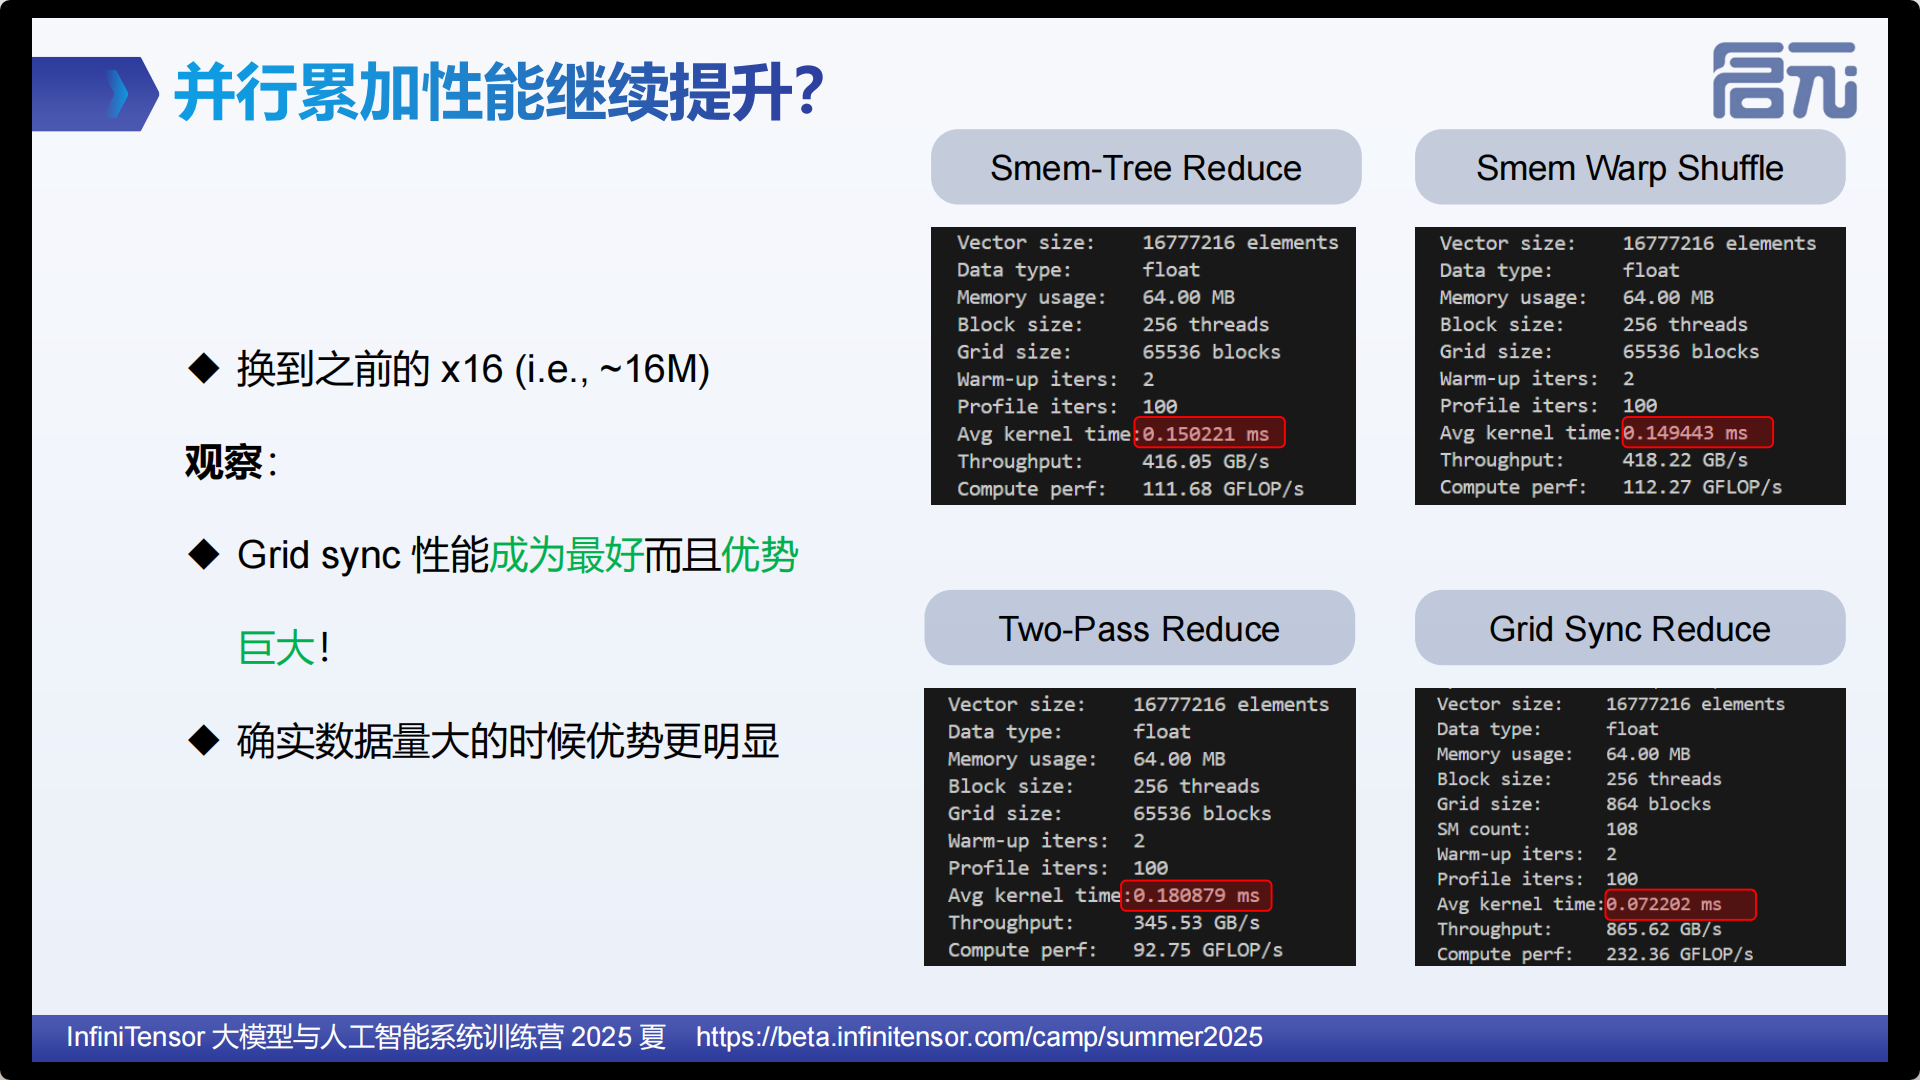 并行累加性能继续提升?
启元
◆ 换到之前的 x16 (i.e., ~16M)
观察:
◆ Grid sync 性能成为最好而且优势
巨大!
◆ 确实数据量大的时候优势更明显
Smem-Tree Reduce
Vector size: 16777216 elements
Data type: float
Memory usage: 64.00 MB
Block size: 256 threads
Grid size: 65536 blocks
Warm-up iters: 2
Profile iters: 100
Avg kernel time:0.150221 ms
Throughput: 416.05 GB/s
Compute perf: 111.68 GFLOP/s
Smem Warp Shuffle
Vector size: 16777216 elements
Data type: float
Memory usage: 64.00 MB
Block size: 256 threads
Grid size: 65536 blocks
Warm-up iters: 2
Profile iters: 100
Avg kernel time:0.149443 ms
Throughput: 418.22 GB/s
Compute perf: 112.27 GFLOP/s
Two-Pass Reduce
Vector size: 16777216 elements
Data type: float
Memory usage: 64.00 MB
Block size: 256 threads
Grid size: 65536 blocks
Warm-up iters: 2
Profile iters: 100
Avg kernel time:0.180879 ms
Throughput: 345.53 GB/s
Compute perf: 92.75 GFLOP/s
Grid Sync Reduce
Vector size: 16777216 elements
Data type: float
Memory usage: 64.00 MB
Block size: 256 threads
Grid size: 864 blocks
SM count: 108
Warm-up iters: 2
Profile iters: 100
Avg kernel time:0.072202 ms
Throughput: 865.62 GB/s
Compute perf: 232.36 GFLOP/s
InfiniTensor 大模型与人工智能系统训练营 2025 夏 https://beta.infinitensor.com/camp/summer2025